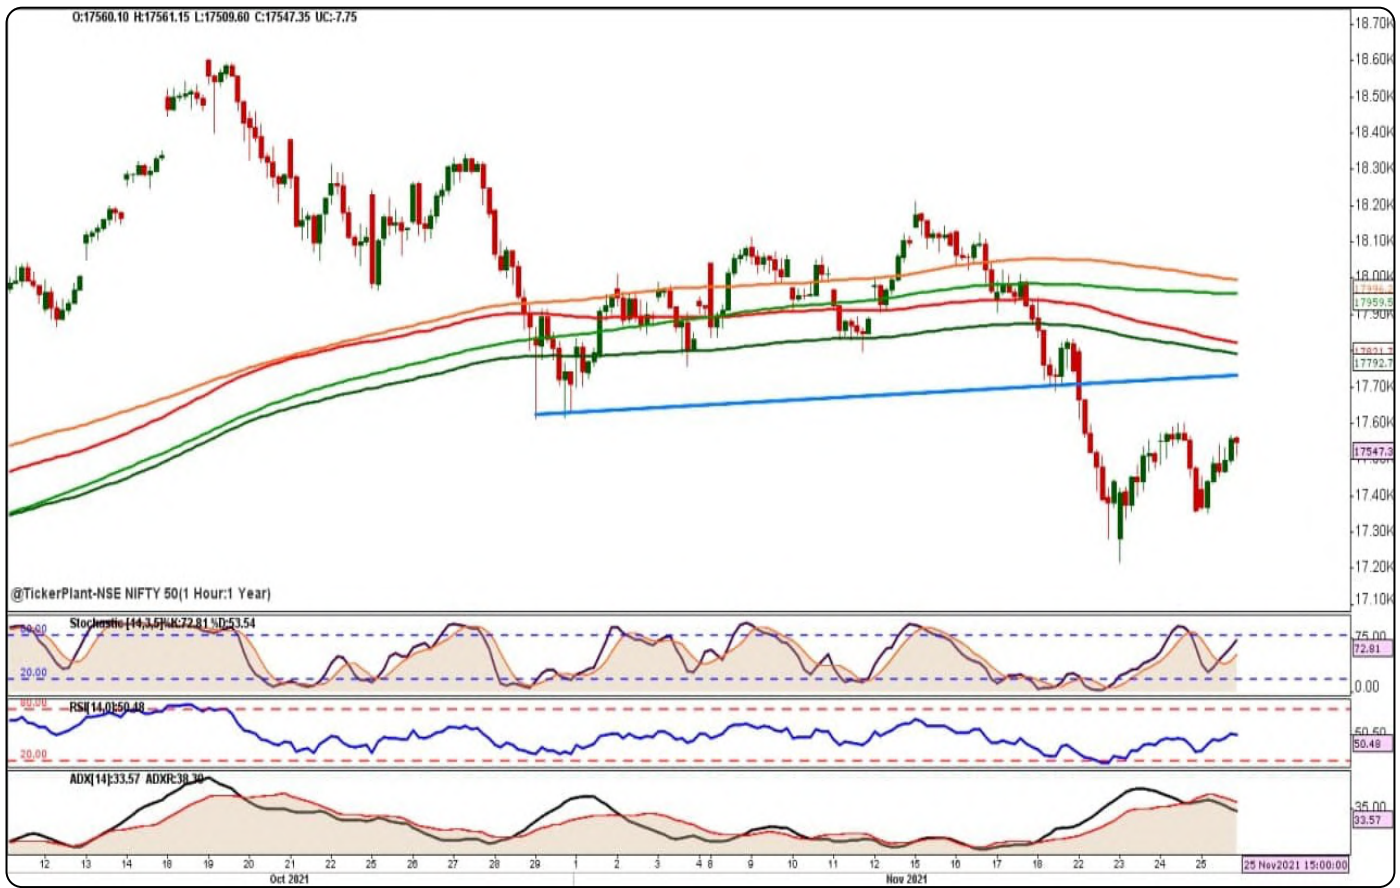 O:17560.10 H:17561.15 L:17509.60 C:17547.35 UC:-7.75
18.70K
18.60K
18.50K
18.40K
18.30K
18.20K
18.10K
18.00K
17959.5
17.90K
17792.7
17.70K
17.60K
17547.3
17.40K
17.30K
17.20K
17.10K
@TickerPlant-NSE NIFTY 50(1 Hour:1 Year)
Stochastic [14,3,5]%K:72.81 %D:53.54
75.00
72.81
20.00
0.00
RSI[14,0]:50.48
80.00
50.48
20.00
ADX[14]:33.57 ADXR:38.30
35.00
33.57
12 13 14 18 19 20 21 22 25 26 27 28 29 1 2 3 4 8 9 10 11 12 15 16 17 18 22 23 24 25
25 Nov2021 15:00:00
Oct 2021 Nov 2021